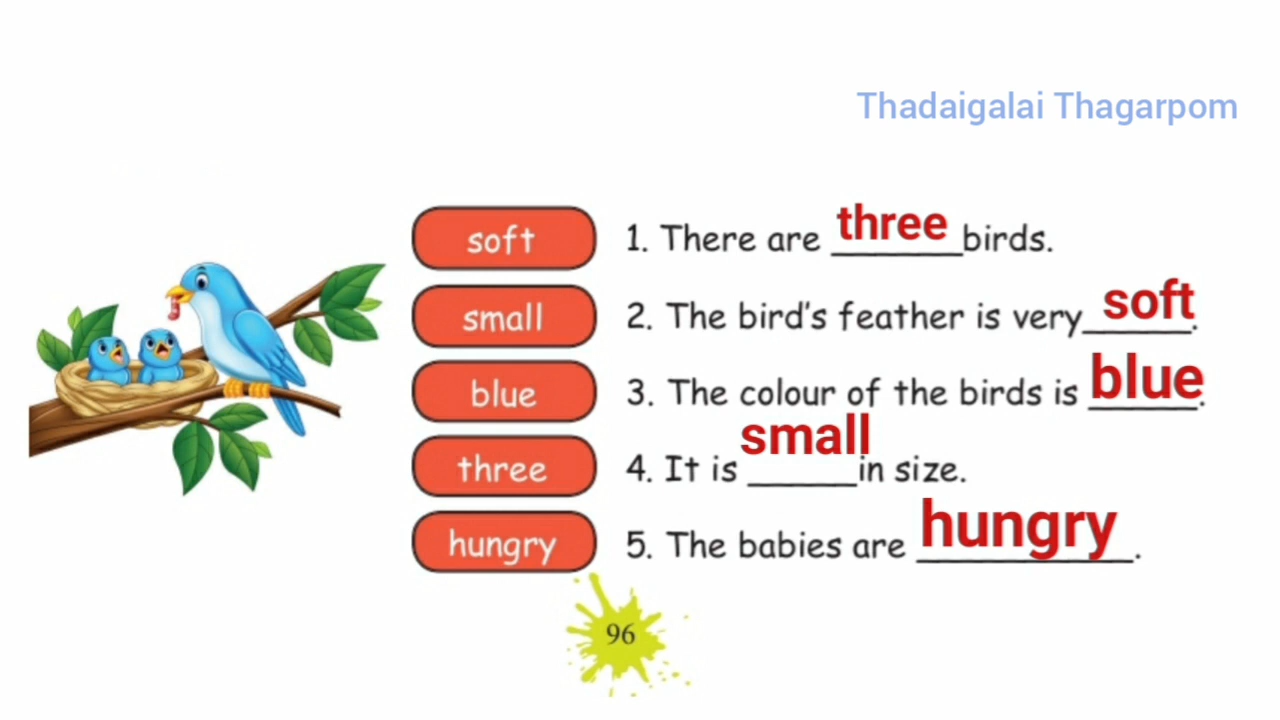 Thadaigalai Thagarpom
soft
1. There are three birds.
small
2. The bird's feather is very soft.
blue
3. The colour of the birds is blue.
three
4. It is small in size.
hungry
5. The babies are hungry.
96